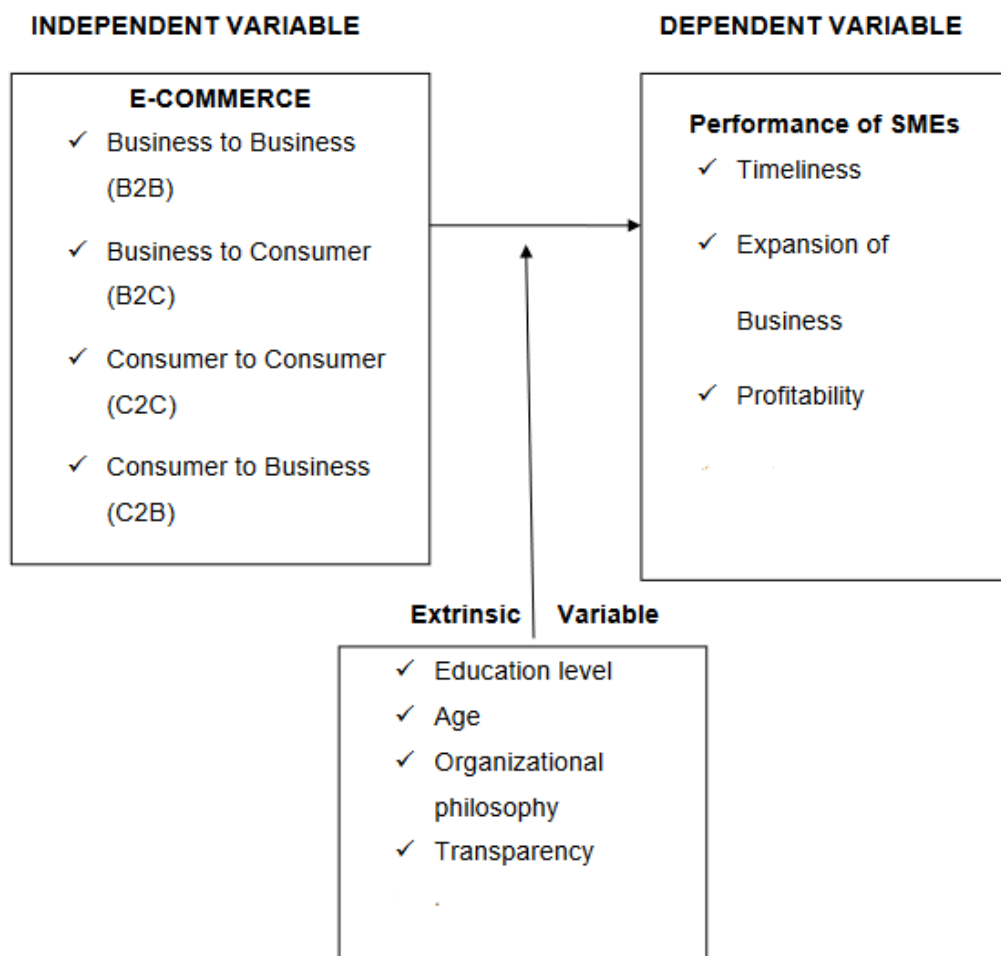 INDEPENDENT VARIABLE
DEPENDENT VARIABLE
E-COMMERCE
✓ Business to Business
(B2B)
✓ Business to Consumer
(B2C)
✓ Consumer to Consumer
(C2C)
✓ Consumer to Business
(C2B)
Performance of SMEs
✓ Timeliness
✓ Expansion of
Business
✓ Profitability
Extrinsic Variable
✓ Education level
✓ Age
✓ Organizational
philosophy
✓ Transparency